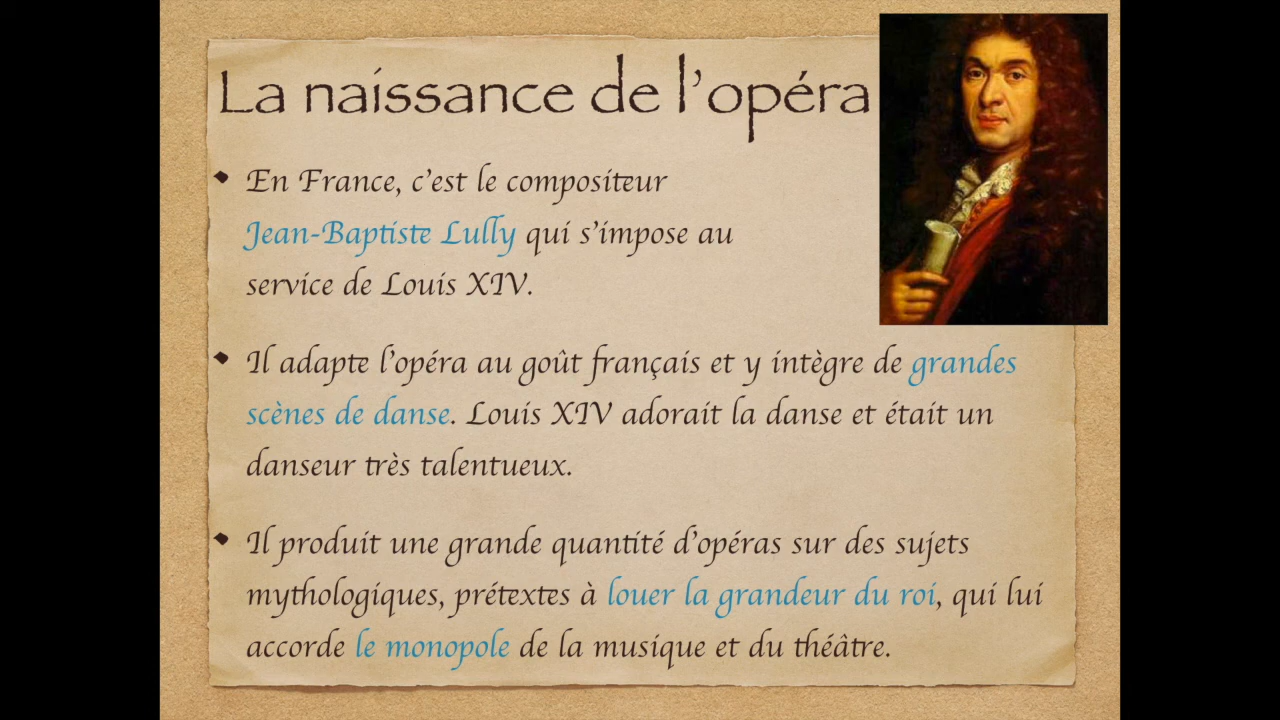 La naissance de l’opéra
En France, c’est le compositeur
Jean-Baptiste Lully qui s’impose au
service de Louis XIV.
Il adapte l’opéra au goût français et y intègre de grandes
scènes de danse. Louis XIV adorait la danse et était un
danseur très talentueux.
Il produit une grande quantité d’opéras sur des sujets
mythologiques, prétextes à louer la grandeur du roi, qui lui
accorde le monopole de la musique et du théâtre.